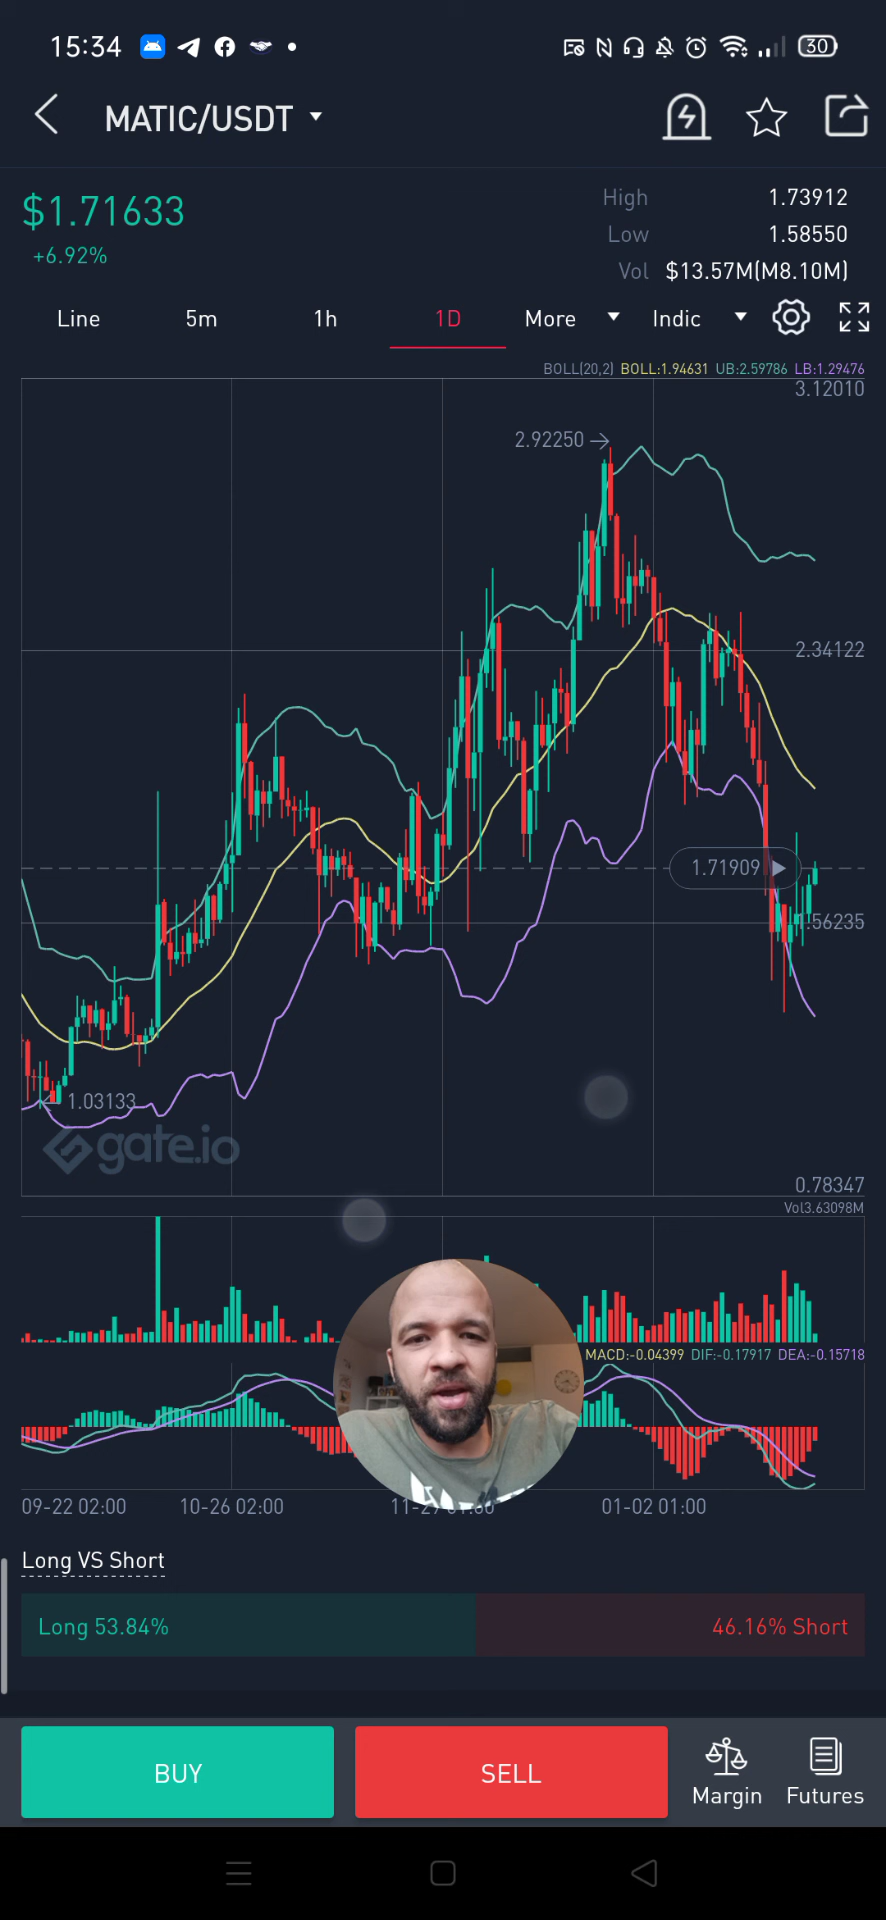 15:34
30
MATIC/USDT
$1.71633
+6.92%
High 1.73912
Low 1.58550
Vol $13.57M(M8.10M)
Line 5m 1h 1D More Indic
BOLL(20,2) BOLL:1.94631 UB:2.59786 LB:1.29476
3.12010
2.92250
2.34122
1.71909
.56235
1.03133
gate.io
0.78347
Vol3.63098M
MACD:-0.04399 DIF:-0.17917 DEA:-0.15718
09-22 02:00 10-26 02:00 01-02 01:00
Long VS Short
Long 53.84% 46.16% Short
BUY SELL Margin Futures